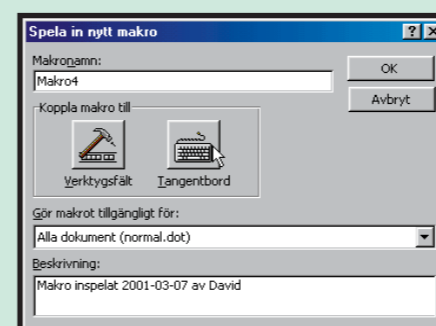 Spela in nytt makro
Makronamn:
Makro4
OK
Avbryt
Koppla makro till
Verktygsfält
Tangentbord
Gör makrot tillgängligt för:
Alla dokument (normal.dot)
Beskrivning:
Makro inspelat 2001-03-07 av David